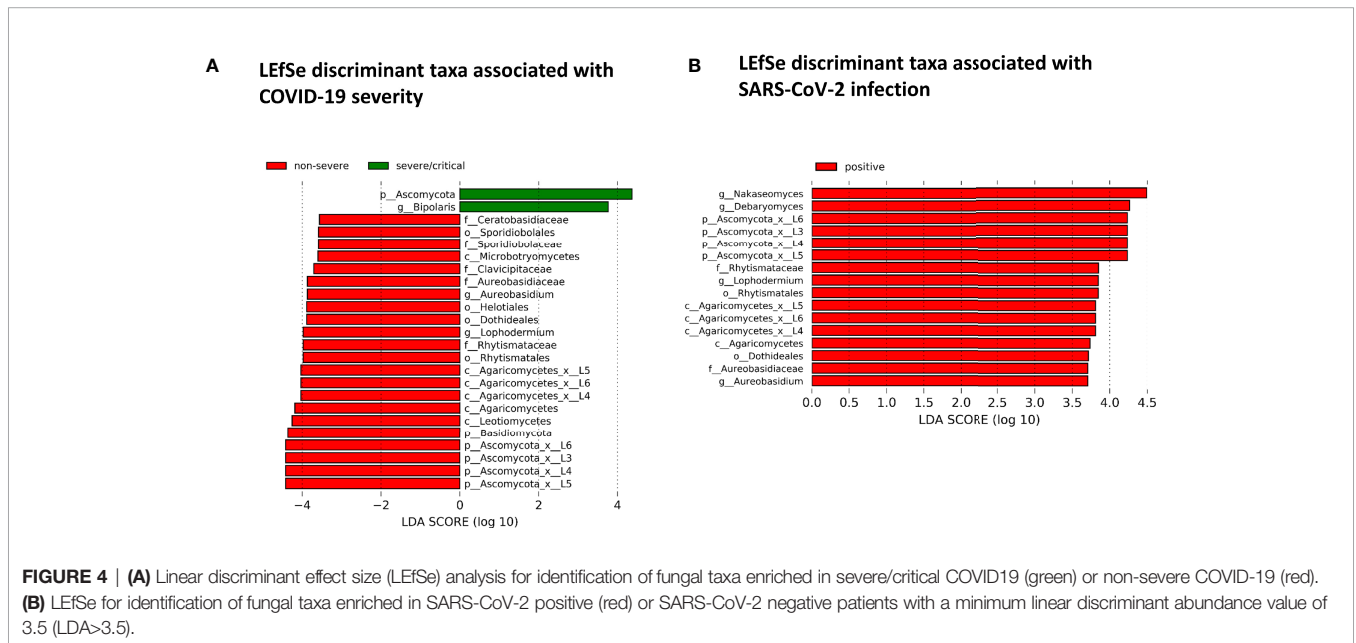 A
LEfSe discriminant taxa associated with
COVID-19 severity
non-severe
severe/critical
p__Ascomycota
g__Bipolaris
f__Ceratobasidiaceae
o__Sporidiobolales
f__Sporidiobolaceae
c__Microbotryomycetes
f__Clavicipitaceae
f__Aureobasidiaceae
g__Aureobasidium
o__Helotiales
o__Dothideales
g__Lophodermium
f__Rhytismataceae
o__Rhytismatales
c__Agaricomycetes_x__L5
c__Agaricomycetes_x__L6
c__Agaricomycetes_x__L4
c__Agaricomycetes
c__Leotiomycetes
p__Basidiomycota
p__Ascomycota_x__L6
p__Ascomycota_x__L3
p__Ascomycota_x__L4
p__Ascomycota_x__L5
−4 −2 0 2 4
LDA SCORE (log 10)
B
LEfSe discriminant taxa associated with
SARS-CoV-2 infection
positive
g__Nakaseomyces
g__Debaryomyces
p__Ascomycota_x__L6
p__Ascomycota_x__L3
p__Ascomycota_x__L4
p__Ascomycota_x__L5
f__Rhytismataceae
g__Lophodermium
o__Rhytismatales
c__Agaricomycetes_x__L5
c__Agaricomycetes_x__L6
c__Agaricomycetes_x__L4
c__Agaricomycetes
o__Dothideales
f__Aureobasidiaceae
g__Aureobasidium
0.0 0.5 1.0 1.5 2.0 2.5 3.0 3.5 4.0 4.5
LDA SCORE (log 10)
FIGURE 4 | (A) Linear discriminant effect size (LEfSe) analysis for identification of fungal taxa enriched in severe/critical COVID19 (green) or non-severe COVID-19 (red).
(B) LEfSe for identification of fungal taxa enriched in SARS-CoV-2 positive (red) or SARS-CoV-2 negative patients with a minimum linear discriminant abundance value of
3.5 (LDA>3.5).